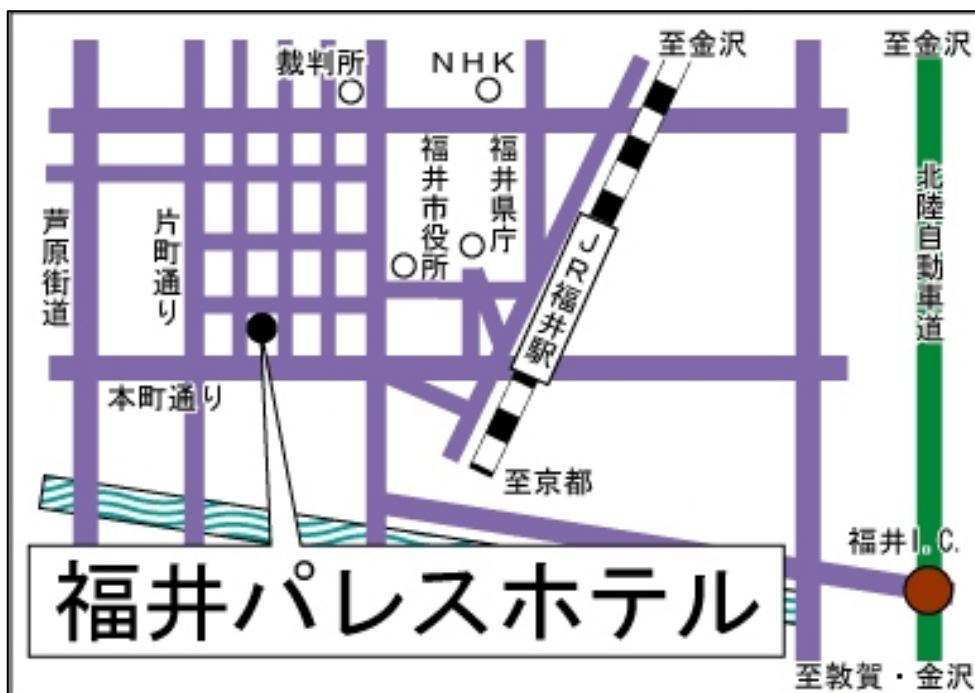 至金沢
至金沢
裁判所
ＮＨＫ
福井市役所
福井県庁
芦原街道
片町通り
ＪＲ福井駅
北陸自動車道
本町通り
至京都
福井I.C.
福井パレスホテル
至敦賀・金沢